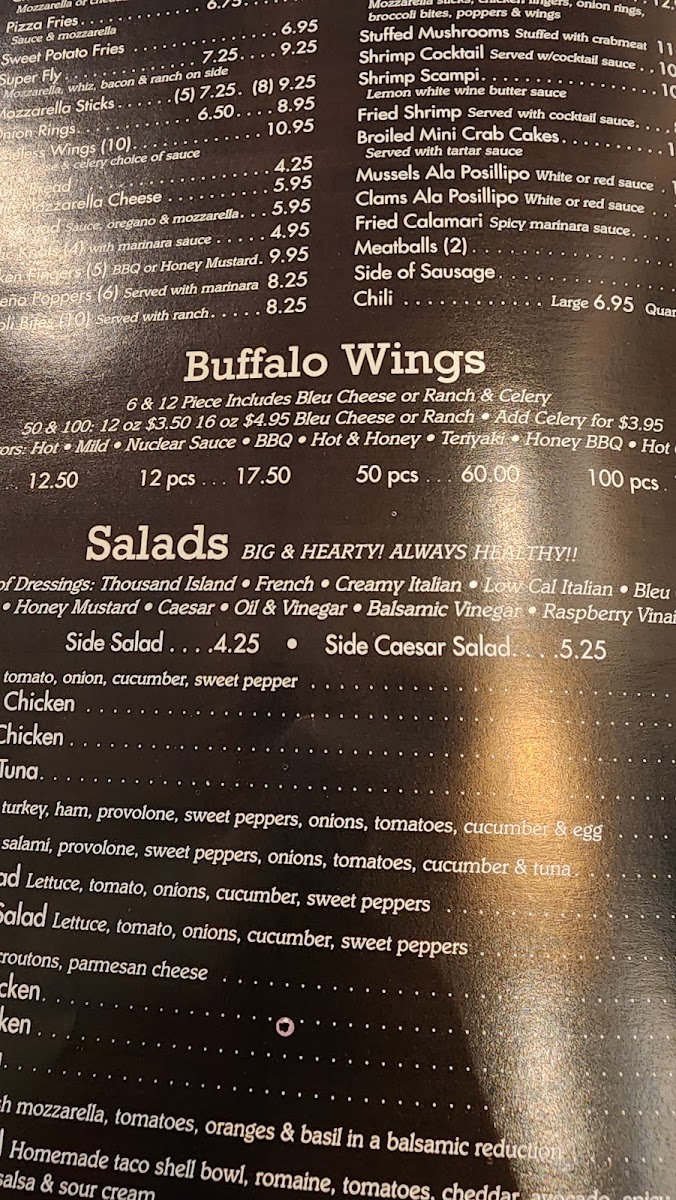 Mozzarella or
6.75
Pizza Fries
Sauce & mozzarella
6.95
Sweet Potato Fries . . . 9.25
Super Fly . . . 7.25
Mozzarella, whiz, bacon & ranch on side
Mozzarella Sticks . . . . . . (5) 7.25. (8) 9.25
Onion Rings. . . 6.50 . . . 8.95
Wings (10) . . . 10.95
& celery choice of sauce
4.25
Mozzarella Cheese . . . . . . . . . . 5.95
Sauce, oregano & mozzarella. . . 5.95
(4) with marinara sauce . . . . . 4.95
Fingers (5) BBQ or Honey Mustard. 9.95
Poppers (6) Served with marinara 8.25
Bites (10) Served with ranch. . . . . 8.25
Mozzarella sticks, chicken fingers, onion rings,
broccoli bites, poppers & wings
Stuffed Mushrooms Stuffed with crabmeat 11
Shrimp Cocktail Served w/cocktail sauce . . 10
Shrimp Scampi. . . 10
Lemon white wine butter sauce
Fried Shrimp Served with cocktail sauce. . . .
Broiled Mini Crab Cakes. . . . . . . . . . 1
Served with tartar sauce
Mussels Ala Posillipo White or red sauce . 1
Clams Ala Posillipo White or red sauce . .
Fried Calamari Spicy marinara sauce. . . .
Meatballs (2). . .
Side of Sausage . . .
Chili . . . . . . . . . . . . Large 6.95 Quar
Buffalo Wings
6 & 12 Piece Includes Bleu Cheese or Ranch & Celery
50 & 100: 12 oz $3.50 16 oz $4.95 Bleu Cheese or Ranch • Add Celery for $3.95
ors: Hot • Mild • Nuclear Sauce • BBQ • Hot & Honey • Teriyaki • Honey BBQ • Hot
. . 12.50 12 pcs . . . 17.50 50 pcs . . . 60.00 100 pcs .
Salads BIG & HEARTY! ALWAYS HEALTHY!!
of Dressings: Thousand Island • French • Creamy Italian • Low Cal Italian • Bleu
• Honey Mustard • Caesar • Oil & Vinegar • Balsamic Vinegar • Raspberry Vinai
Side Salad . . . .4.25 • Side Caesar Salad. . . .5.25
tomato, onion, cucumber, sweet pepper . . .
Chicken . . .
Chicken . . .
Tuna. . .
turkey, ham, provolone, sweet peppers, onions, tomatoes, cucumber & egg . . .
salami, provolone, sweet peppers, onions, tomatoes, cucumber & tuna. . .
ad Lettuce, tomato, onions, cucumber, sweet peppers . . .
Salad Lettuce, tomato, onions, cucumber, sweet peppers . . .
croutons, parmesan cheese . . .
cken. . .
ken . . .
h mozzarella, tomatoes, oranges & basil in a balsamic reduction. . .
Homemade taco shell bowl, romaine, tomatoes, cheddar
salsa & sour cream